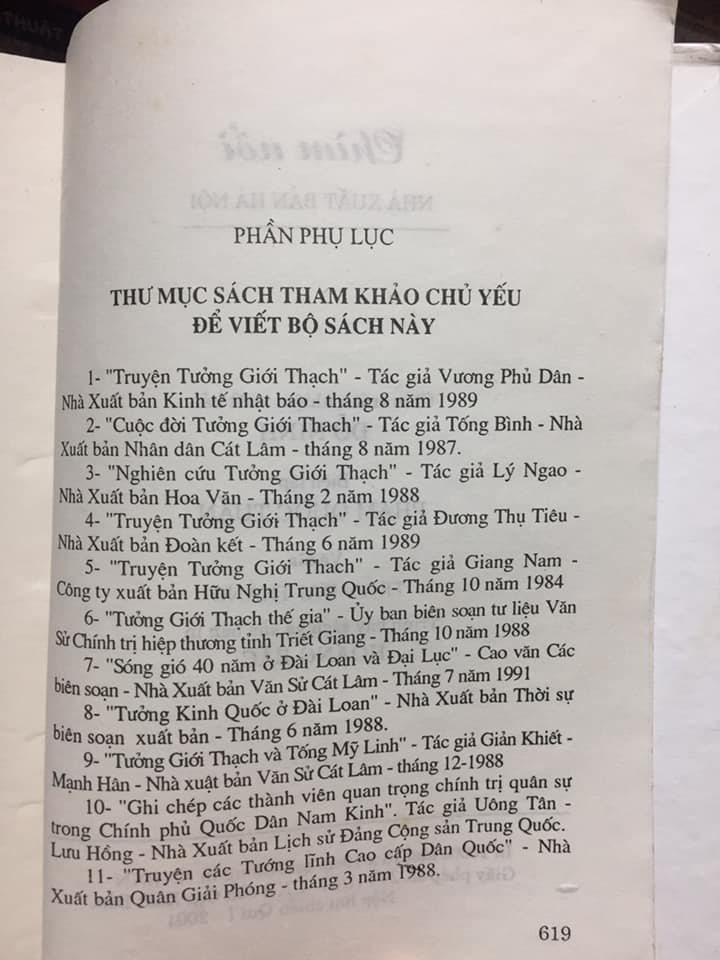 PHẦN PHỤ LỤC
THƯ MỤC SÁCH THAM KHẢO CHỦ YẾU
ĐỂ VIẾT BỘ SÁCH NÀY
1- "Truyện Tưởng Giới Thạch" - Tác giả Vương Phủ Dân -
Nhà Xuất bản Kinh tế nhật báo - tháng 8 năm 1989
2- "Cuộc đời Tưởng Giới Thach" - Tác giả Tống Bình - Nhà
Xuất bản Nhân dân Cát Lâm - tháng 8 năm 1987.
3- "Nghiên cứu Tưởng Giới Thạch" - Tác giả Lý Ngao -
Nhà Xuất bản Hoa Văn - Tháng 2 năm 1988
4- "Truyện Tưởng Giới Thạch" - Tác giả Đương Thụ Tiêu -
Nhà Xuất bản Đoàn kết - Tháng 6 năm 1989
5- "Truyện Tưởng Giới Thach" - Tác giả Giang Nam -
Công ty xuất bản Hữu Nghị Trung Quốc - Tháng 10 năm 1984
6- "Tưởng Giới Thạch thế gia" - Ủy ban biên soạn tư liệu Văn
Sử Chính trị hiệp thương tỉnh Triết Giang - Tháng 10 năm 1988
7- "Sóng gió 40 năm ở Đài Loan và Đại Lục" - Cao văn Các
biên soạn - Nhà Xuất bản Văn Sử Cát Lâm - Tháng 7 năm 1991
8- "Tưởng Kinh Quốc ở Đài Loan" - Nhà Xuất bản Thời sự
biên soạn xuất bản - Tháng 6 năm 1988.
9- "Tưởng Giới Thạch và Tống Mỹ Linh" - Tác giả Giản Khiết -
Mạnh Hân - Nhà xuật bản Văn Sử Cát Lâm - tháng 12-1988
10- "Ghi chép các thành viên quan trọng chính trị quân sự
trong Chính phủ Quốc Dân Nam Kinh". Tác giả Uông Tân -
Lưu Hồng - Nhà Xuất bản Lịch sử Đảng Cộng sản Trung Quốc.
11- "Truyện các Tướng lĩnh Cao cấp Dân Quốc" - Nhà
Xuất bản Quân Giải Phóng - tháng 3 năm 1988.
619